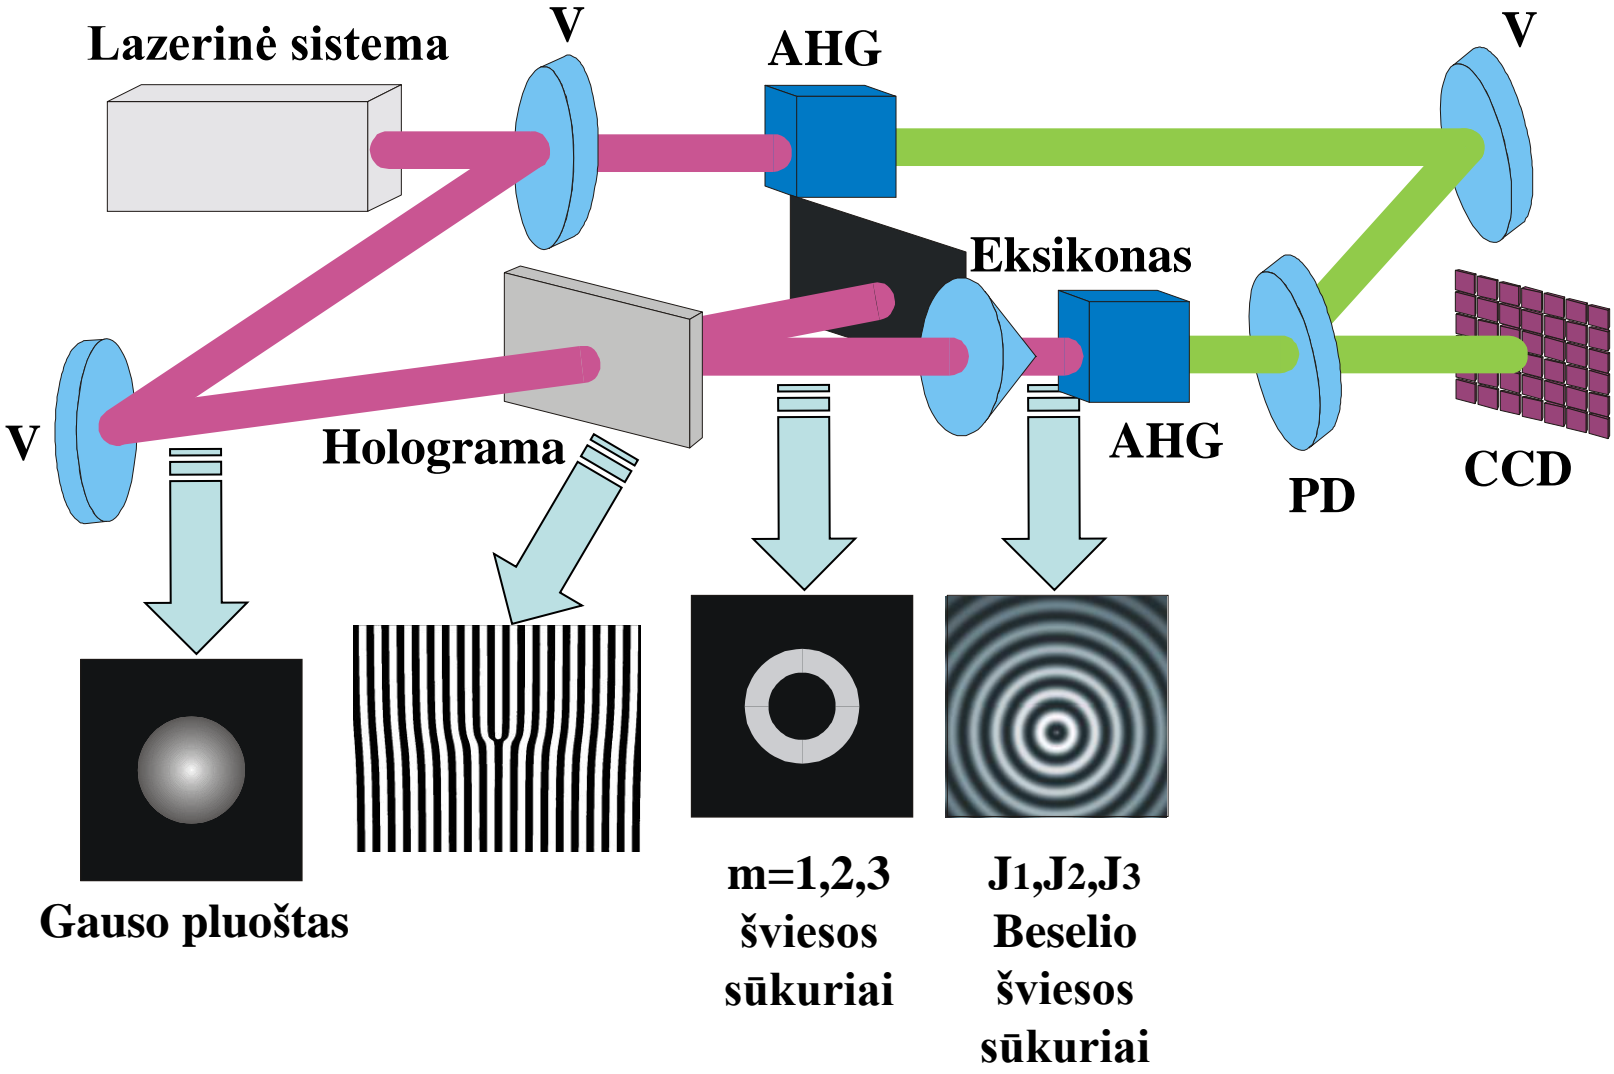 Lazerinė sistema
V
AHG
V
Eksikonas
V
Holograma
AHG
PD
CCD
Gauso pluoštas
m=1,2,3
šviesos
sūkuriai
J1,J2,J3
Beselio
šviesos
sūkuriai